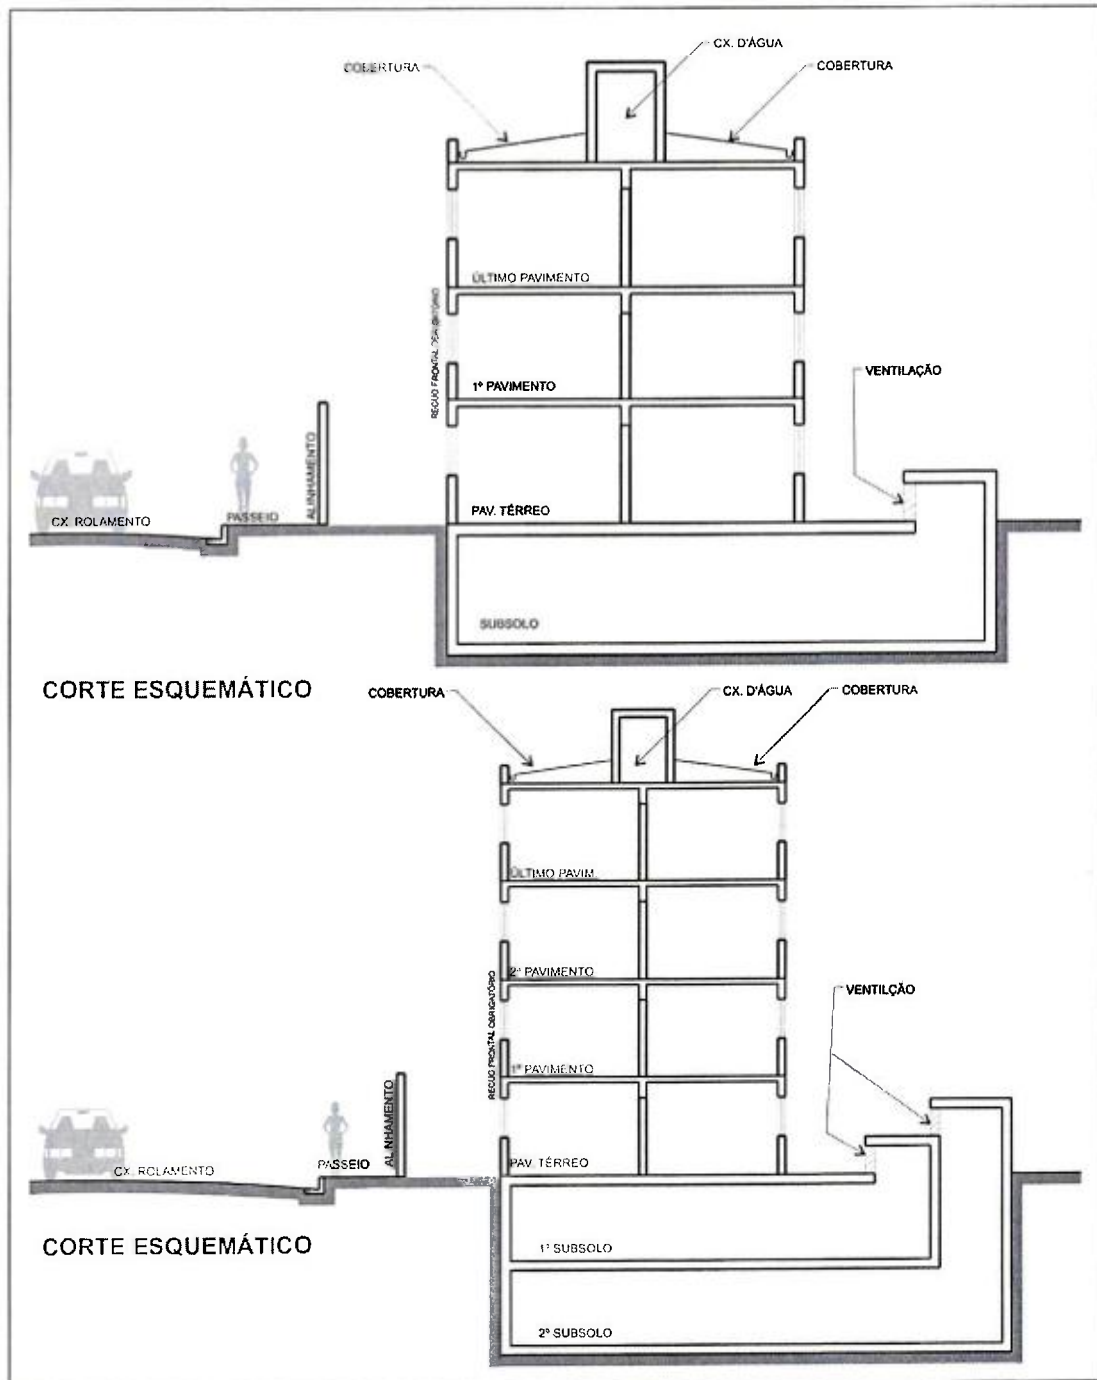 CX. D'ÁGUA
COBERTURA
COBERTURA
ÚLTIMO PAVIMENTO
RECUO FRONTAL
1º PAVIMENTO
VENTILAÇÃO
ALINHAMENTO
PAV. TÉRREO
PASSEIO
CX. ROLAMENTO
SUBSOLO
CORTE ESQUEMÁTICO
COBERTURA
CX. D'ÁGUA
COBERTURA
ÚLTIMO PAVIM.
2º PAVIMENTO
RECUO FRONTAL OBRIGATÓRIO
VENTILÇÃO
1º PAVIMENTO
ALINHAMENTO
PAV. TÉRREO
PASSEIO
CX. ROLAMENTO
CORTE ESQUEMÁTICO
1º SUBSOLO
2º SUBSOLO